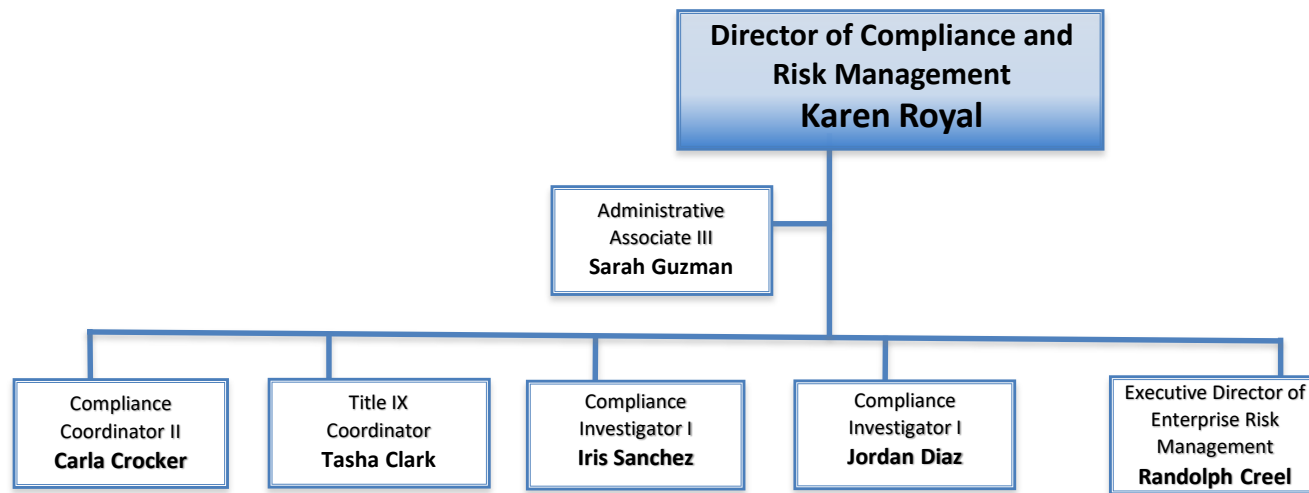 Director of Compliance and
Risk Management
Karen Royal
Administrative
Associate III
Sarah Guzman
Compliance
Coordinator II
Carla Crocker
Title IX
Coordinator
Tasha Clark
Compliance
Investigator I
Iris Sanchez
Compliance
Investigator I
Jordan Diaz
Executive Director of
Enterprise Risk
Management
Randolph Creel